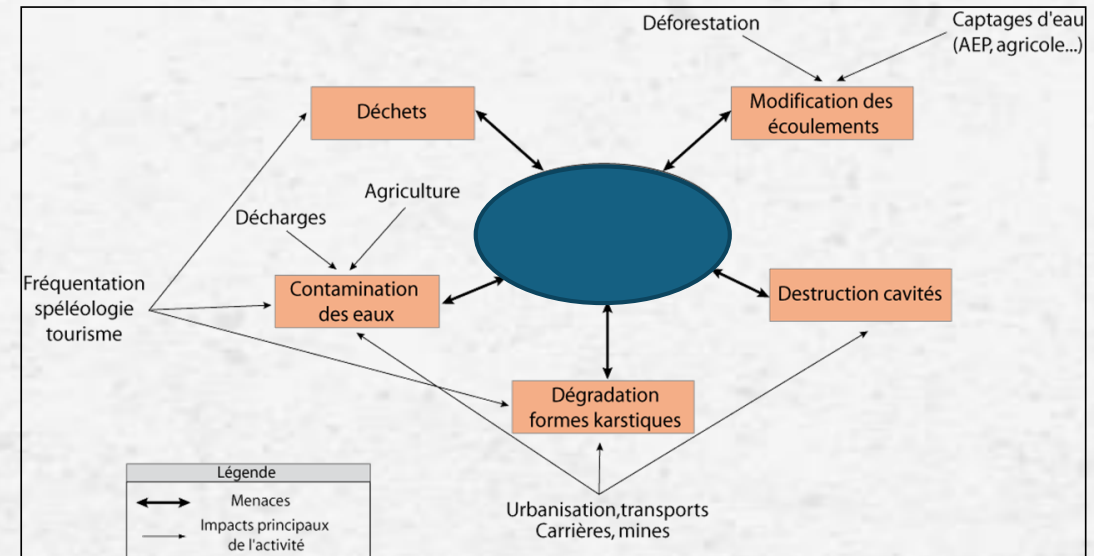 Déforestation
Captages d'eau
(AEP, agricole...)
Déchets
Modification des
écoulements
Agriculture
Décharges
Fréquentation
spéléologie
tourisme
Contamination
des eaux
Destruction cavités
Dégradation
formes karstiques
Urbanisation,transports
Carrières, mines
Légende
Menaces
Impacts principaux
de l'activité